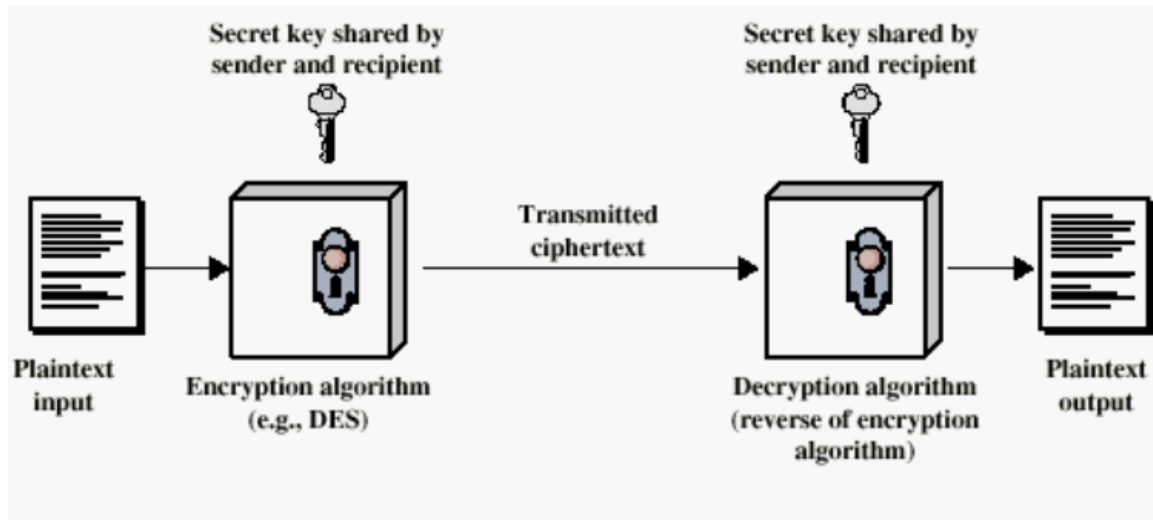 Secret key shared by
sender and recipient
Secret key shared by
sender and recipient
Transmitted
ciphertext
Plaintext
input
Encryption algorithm
(e.g., DES)
Decryption algorithm
(reverse of encryption
algorithm)
Plaintext
output